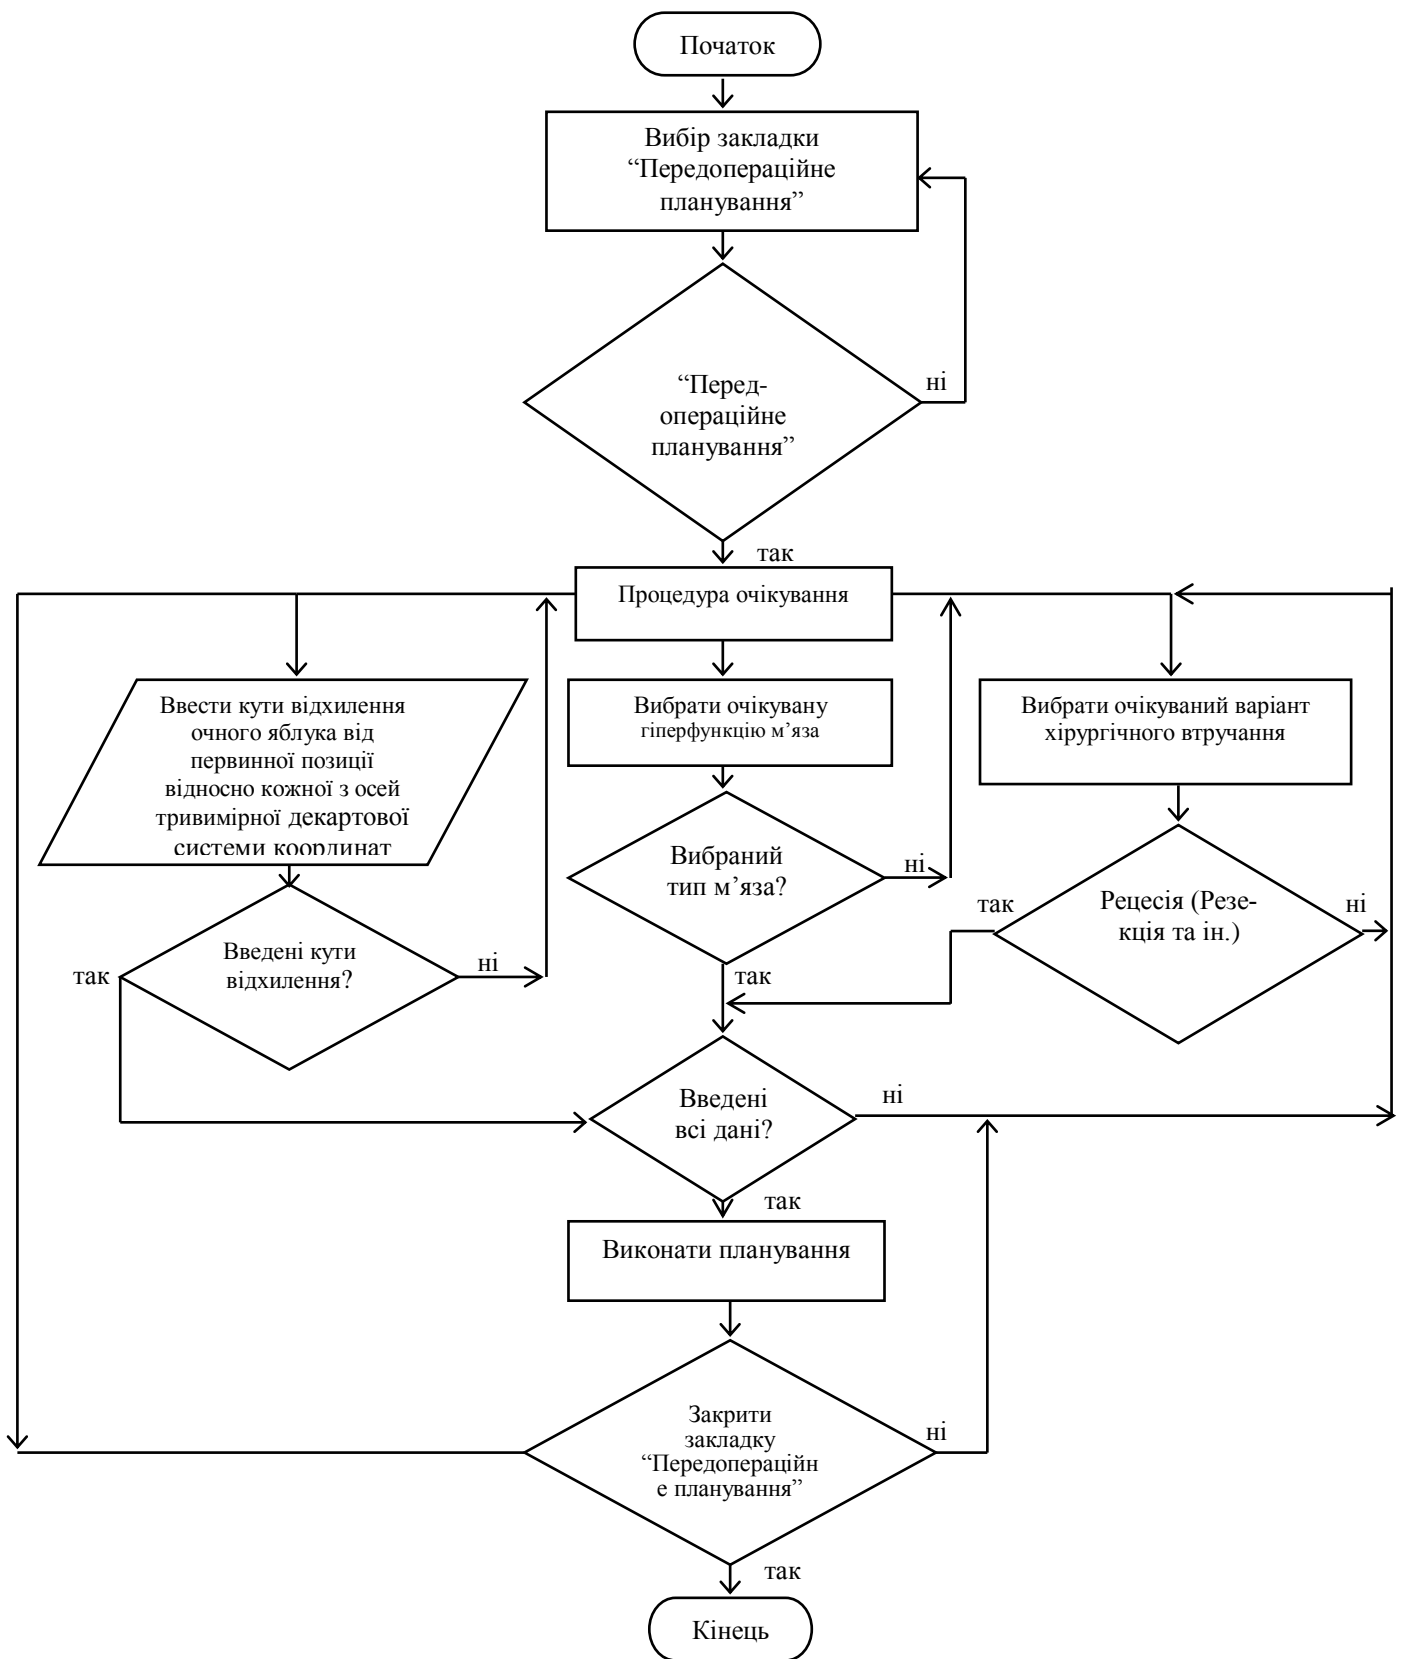 Початок
Вибір закладки
“Передопераційне
планування”
“Перед-
операційне
планування”
ні
так
Процедура очікування
Ввести кути відхилення
очного яблука від
первинної позиції
відносно кожної з осей
тривимірної декартової
системи координат
Вибрати очікувану
гіперфункцію м’яза
Вибрати очікуваний варіант
хірургічного втручання
Введені кути
відхилення?
так
ні
Вибраний
тип м’яза?
ні
так
Рецесія (Резе-
кція та ін.)
так
ні
Введені
всі дані?
ні
так
Виконати планування
Закрити
закладку
“Передопераційн
е планування”
ні
так
Кінець